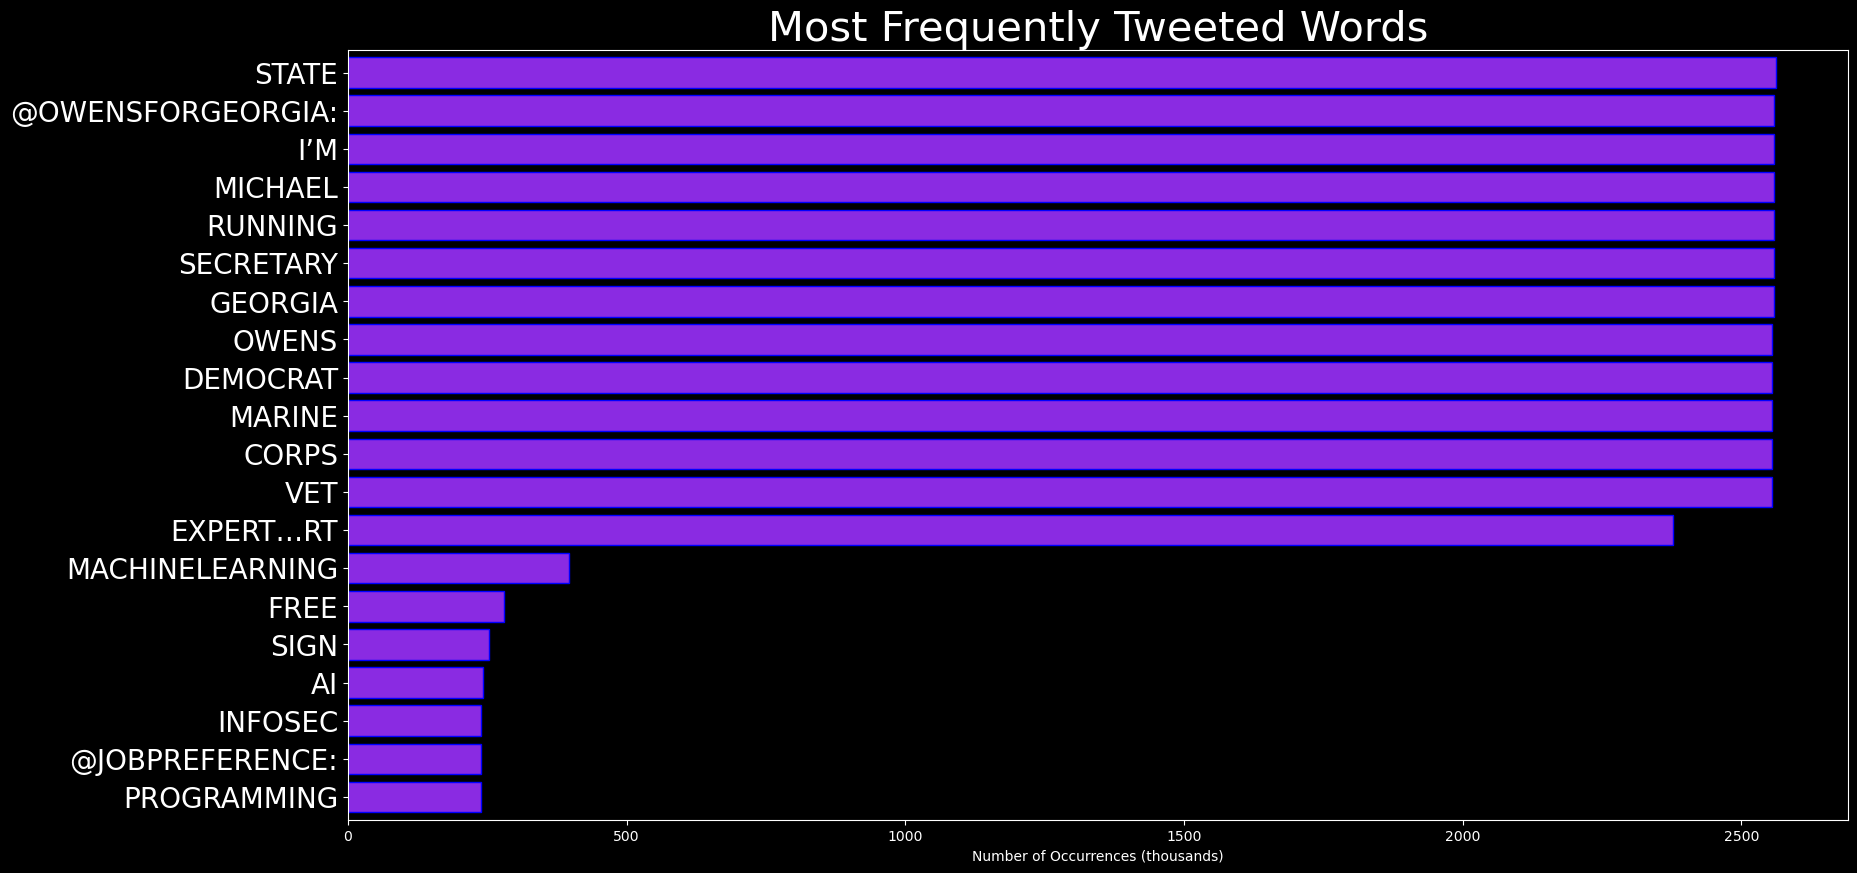 Most Frequently Tweeted Words
STATE
@OWENSFORGEORGIA:
I’M
MICHAEL
RUNNING
SECRETARY
GEORGIA
OWENS
DEMOCRAT
MARINE
CORPS
VET
EXPERT…RT
MACHINELEARNING
FREE
SIGN
AI
INFOSEC
@JOBPREFERENCE:
PROGRAMMING
0 500 1000 1500 2000 2500
Number of Occurrences (thousands)